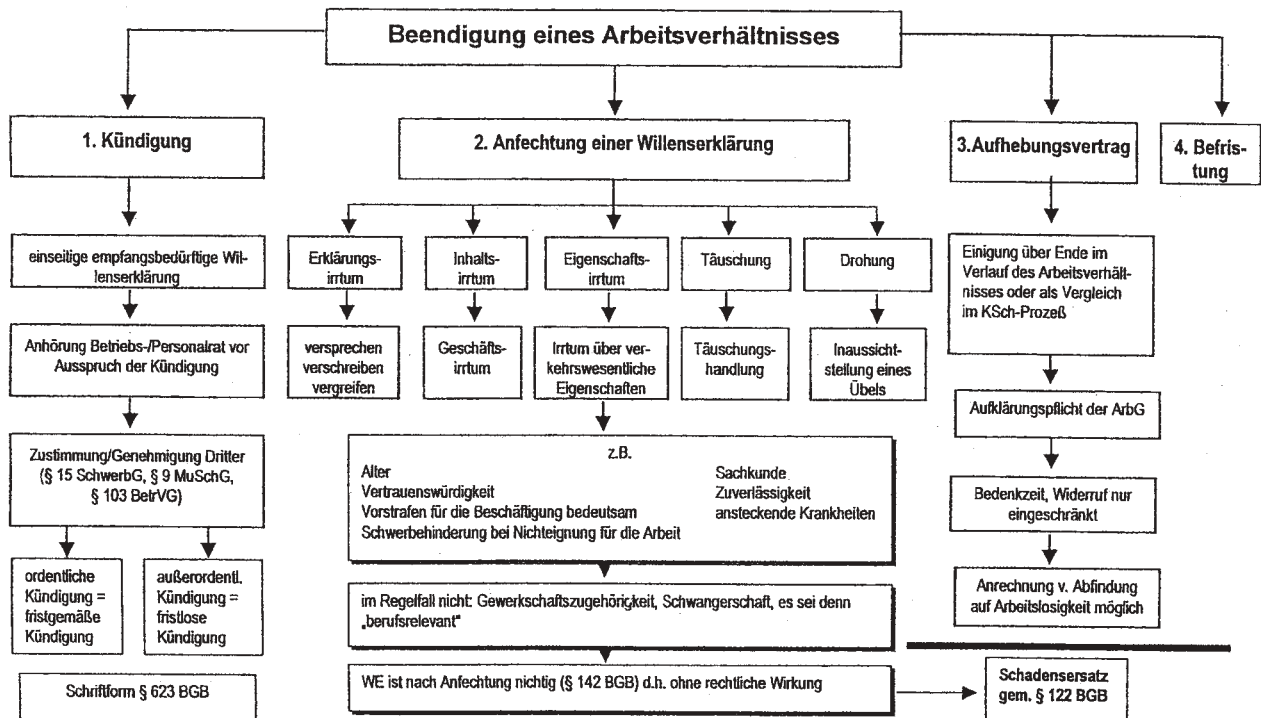 Beendigung eines Arbeitsverhältnisses
1. Kündigung
2. Anfechtung einer Willenserklärung
3.Aufhebungsvertrag
4. Befris-
tung
einseitige empfangsbedürftige Wil-
lenserklärung
Erklärungs-
irrtum
Inhalts-
irrtum
Eigenschafts-
irrtum
Täuschung
Drohung
Einigung über Ende im
Verlauf des Arbeitsverhält-
nisses oder als Vergleich
im KSch-Prozeß
Anhörung Betriebs-/Personalrat vor
Ausspruch der Kündigung
versprechen
verschreiben
vergreifen
Geschäfts-
irrtum
Irrtum über ver-
kehrswesentliche
Eigenschaften
Täuschungs-
handlung
Inaussicht-
stellung eines
Übels
Aufklärungspflicht der ArbG
Zustimmung/Genehmigung Dritter
(§ 15 SchwerbG, § 9 MuSchG,
§ 103 BetrVG)
z.B.
Alter
Vertrauenswürdigkeit
Vorstrafen für die Beschäftigung bedeutsam
Schwerbehinderung bei Nichteignung für die Arbeit
Sachkunde
Zuverlässigkeit
ansteckende Krankheiten
Bedenkzeit, Widerruf nur
eingeschränkt
ordentliche
Kündigung =
fristgemäße
Kündigung
außerordentl.
Kündigung =
fristlose
Kündigung
im Regelfall nicht: Gewerkschaftszugehörigkeit, Schwangerschaft, es sei denn
„berufsrelevant"
Anrechnung v. Abfindung
auf Arbeitslosigkeit möglich
Schriftform § 623 BGB
WE ist nach Anfechtung nichtig (§ 142 BGB) d.h. ohne rechtliche Wirkung
Schadensersatz
gem. § 122 BGB